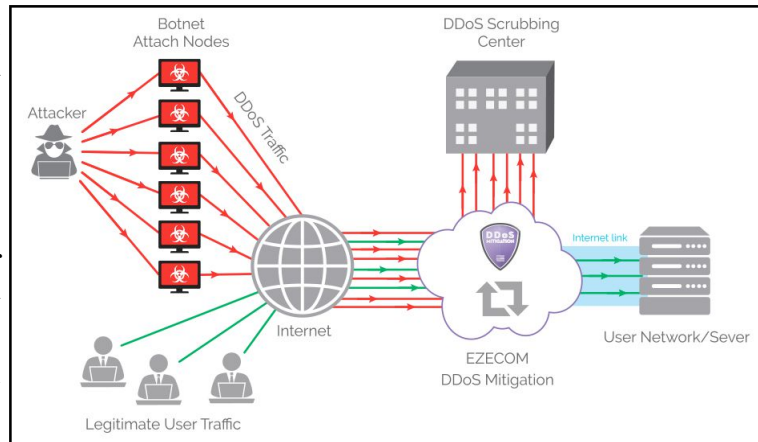 Botnet
Attach Nodes
DDoS Scrubbing
Center
Attacker
DDoS Traffic
DDoS
MITIGATION
Internet link
Internet
User Network/Sever
EZECOM
DDoS Mitigation
Legitimate User Traffic